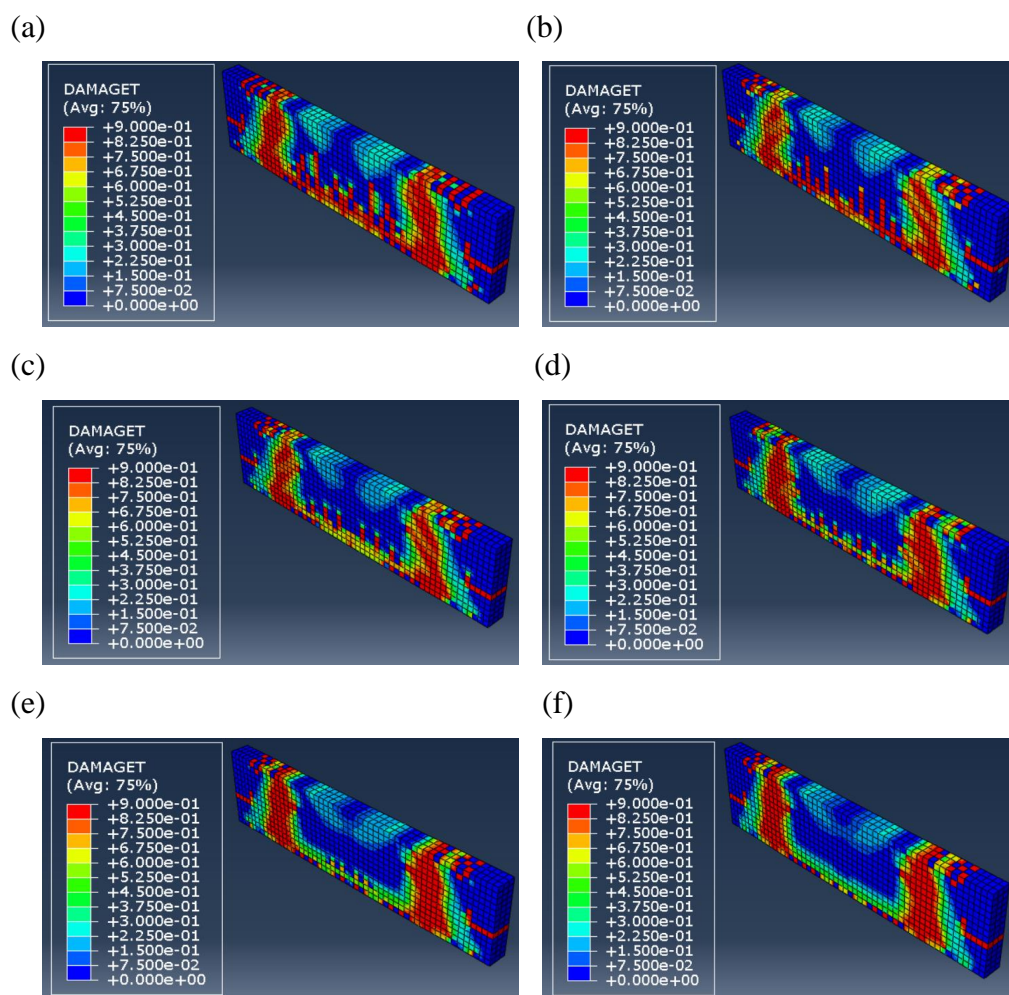 (a)
DAMAGET
(Avg: 75%)
+9.000e-01
+8.250e-01
+7.500e-01
+6.750e-01
+6.000e-01
+5.250e-01
+4.500e-01
+3.750e-01
+3.000e-01
+2.250e-01
+1.500e-01
+7.500e-02
+0.000e+00
(b)
DAMAGET
(Avg: 75%)
+9.000e-01
+8.250e-01
+7.500e-01
+6.750e-01
+6.000e-01
+5.250e-01
+4.500e-01
+3.750e-01
+3.000e-01
+2.250e-01
+1.500e-01
+7.500e-02
+0.000e+00
(c)
DAMAGET
(Avg: 75%)
+9.000e-01
+8.250e-01
+7.500e-01
+6.750e-01
+6.000e-01
+5.250e-01
+4.500e-01
+3.750e-01
+3.000e-01
+2.250e-01
+1.500e-01
+7.500e-02
+0.000e+00
(d)
DAMAGET
(Avg: 75%)
+9.000e-01
+8.250e-01
+7.500e-01
+6.750e-01
+6.000e-01
+5.250e-01
+4.500e-01
+3.750e-01
+3.000e-01
+2.250e-01
+1.500e-01
+7.500e-02
+0.000e+00
(e)
DAMAGET
(Avg: 75%)
+9.000e-01
+8.250e-01
+7.500e-01
+6.750e-01
+6.000e-01
+5.250e-01
+4.500e-01
+3.750e-01
+3.000e-01
+2.250e-01
+1.500e-01
+7.500e-02
+0.000e+00
(f)
DAMAGET
(Avg: 75%)
+9.000e-01
+8.250e-01
+7.500e-01
+6.750e-01
+6.000e-01
+5.250e-01
+4.500e-01
+3.750e-01
+3.000e-01
+2.250e-01
+1.500e-01
+7.500e-02
+0.000e+00